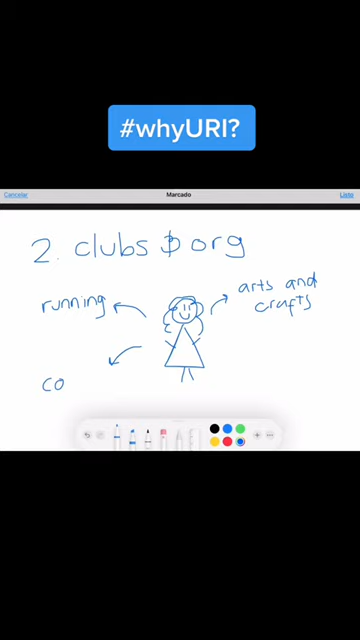 #whyURI?
Cancelar Marcado Listo
2. clubs & org
running
arts and
crafts
co